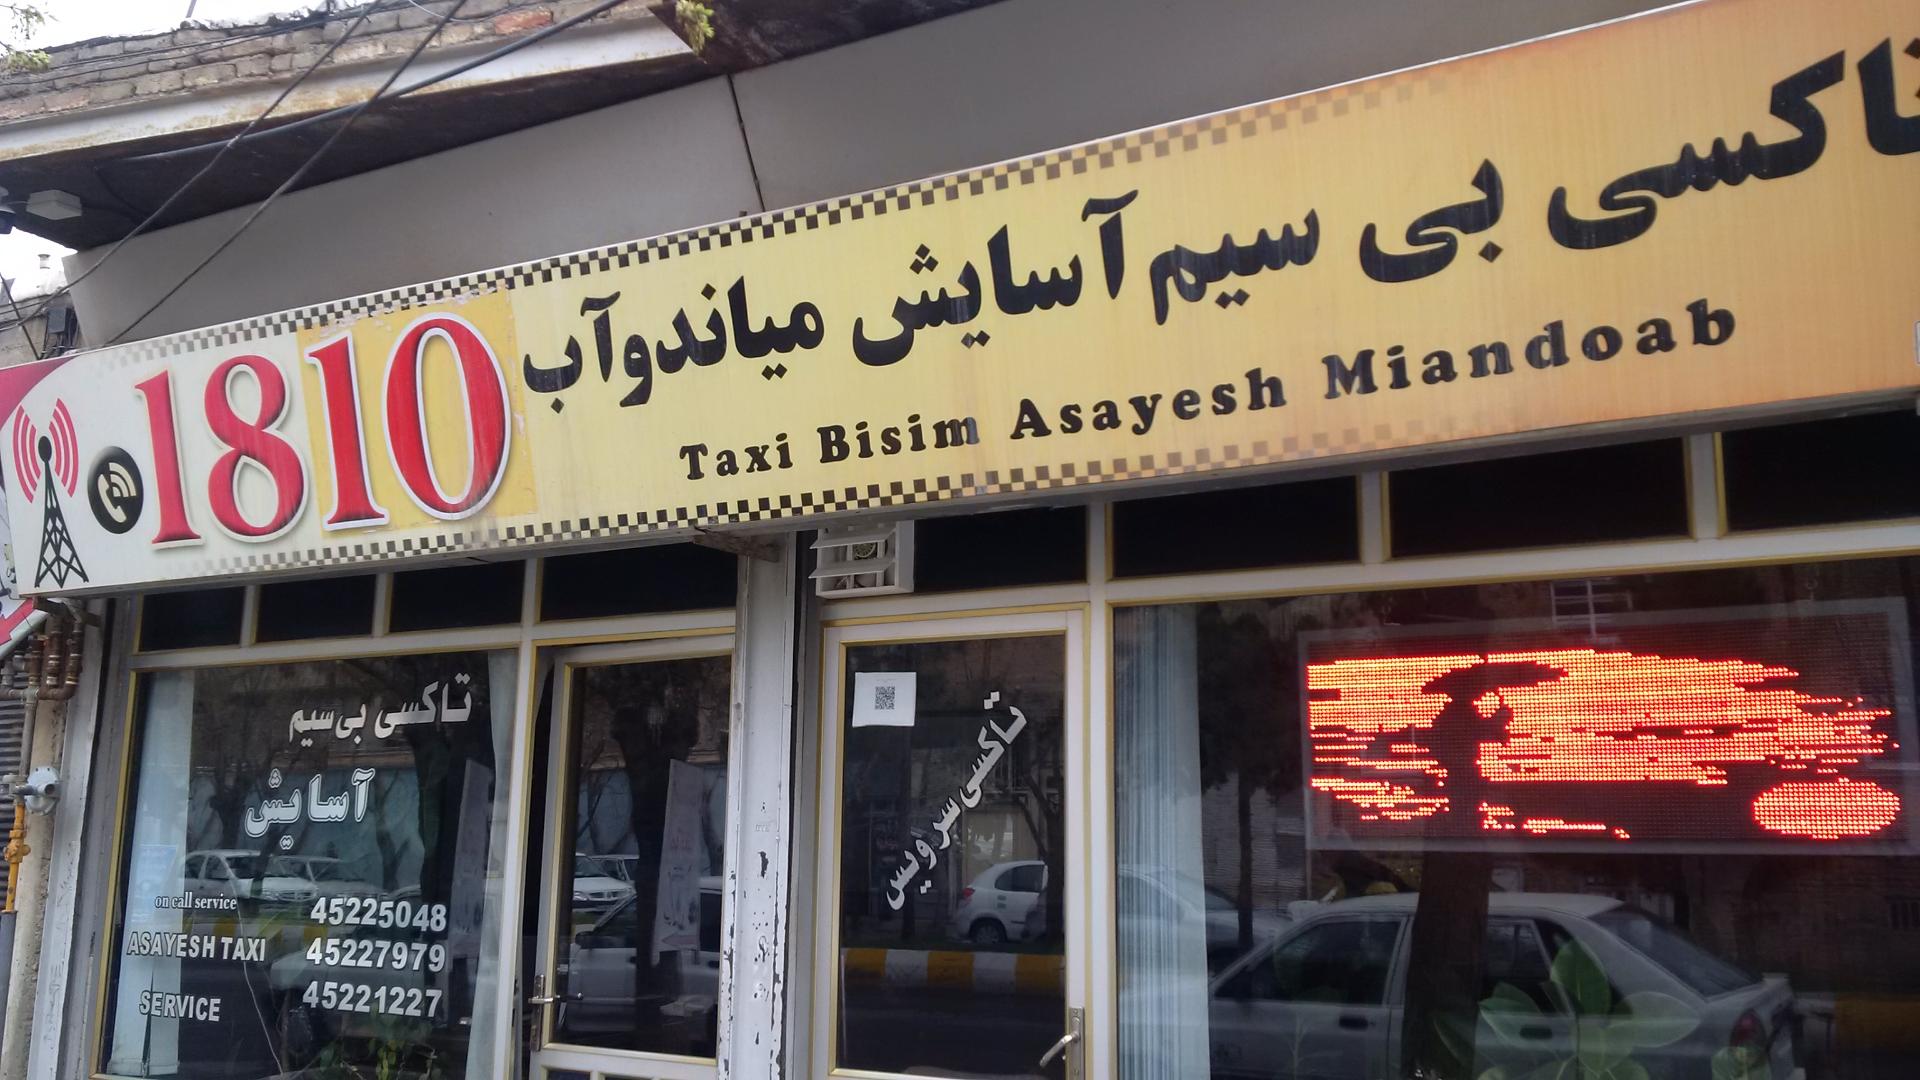 تاکسی بی سیم آسایش میاندوآب
1810
Taxi Bisim Asayesh Miandoab
تاکسی بی‌سیم
آسایش
on call service
45225048
ASAYESH TAXI
45227979
SERVICE
45221227
تاکسی سرویس